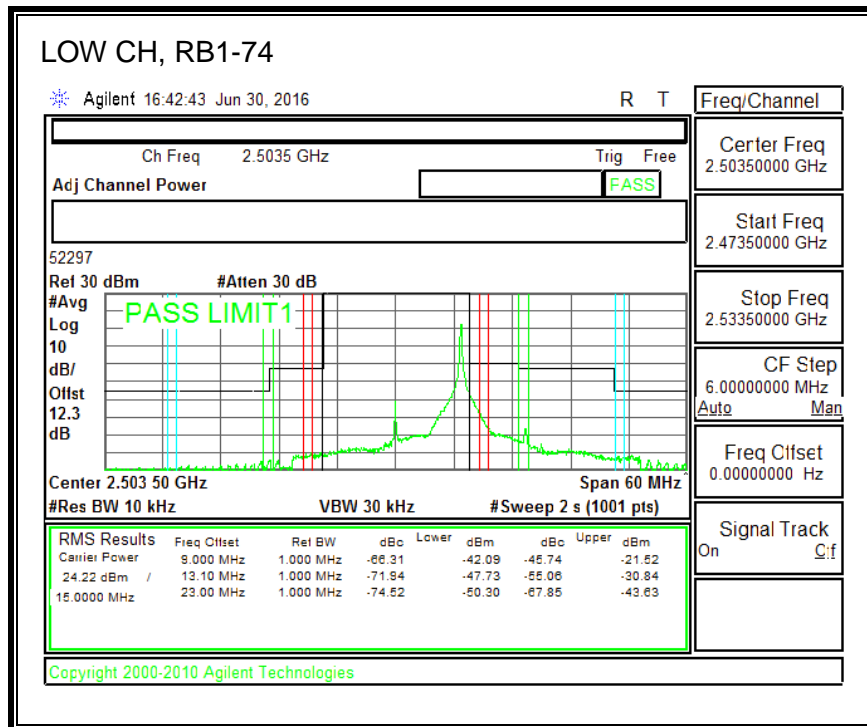 LOW CH, RB1-74
Agilent 16:42:43 Jun 30, 2016 R T
Freq/Channel
Ch Freq 2.5035 GHz Trig Free
Adj Channel Power PASS
Center Freq
2.50350000 GHz
Start Freq
2.47350000 GHz
Stop Freq
2.53350000 GHz
CF Step
6.00000000 MHz
Auto Man
Freq Offset
0.00000000 Hz
Signal Track
On Off
52297
Ref 30 dBm #Atten 30 dB
#Avg
Log
10
dB/
Offst
12.3
dB
PASS LIMIT1
Center 2.503 50 GHz Span 60 MHz
#Res BW 10 kHz VBW 30 kHz #Sweep 2 s (1001 pts)
RMS Results Freq Offset Ref BW dBc Lower dBm dBc Upper dBm
Carrier Power 9.000 MHz 1.000 MHz -66.31 -42.09 -45.74 -21.52
24.22 dBm / 13.10 MHz 1.000 MHz -71.94 -47.73 -55.06 -30.84
15.0000 MHz 23.00 MHz 1.000 MHz -74.52 -50.30 -67.85 -43.63
Copyright 2000-2010 Agilent Technologies